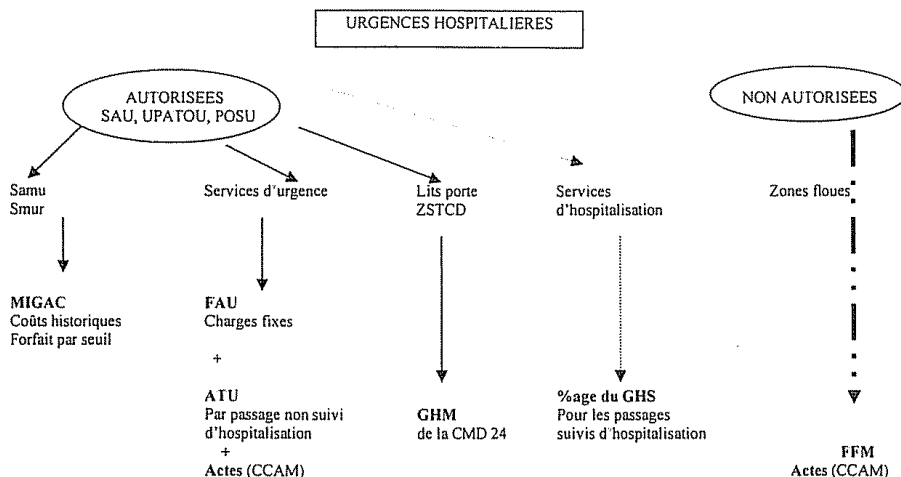 URGENCES HOSPITALIERES
AUTORISEES
SAU, UPATOU, POSU
NON AUTORISEES
Samu
Smur
Services d'urgence
Lits porte
ZSTCD
Services
d'hospitalisation
Zones floues
MIGAC
Coûts historiques
Forfait par seuil
FAU
Charges fixes
+
ATU
Par passage non suivi
d'hospitalisation
+
Actes (CCAM)
GHM
de la CMD 24
%age du GHS
Pour les passages
suivis d'hospitalisation
FFM
Actes (CCAM)